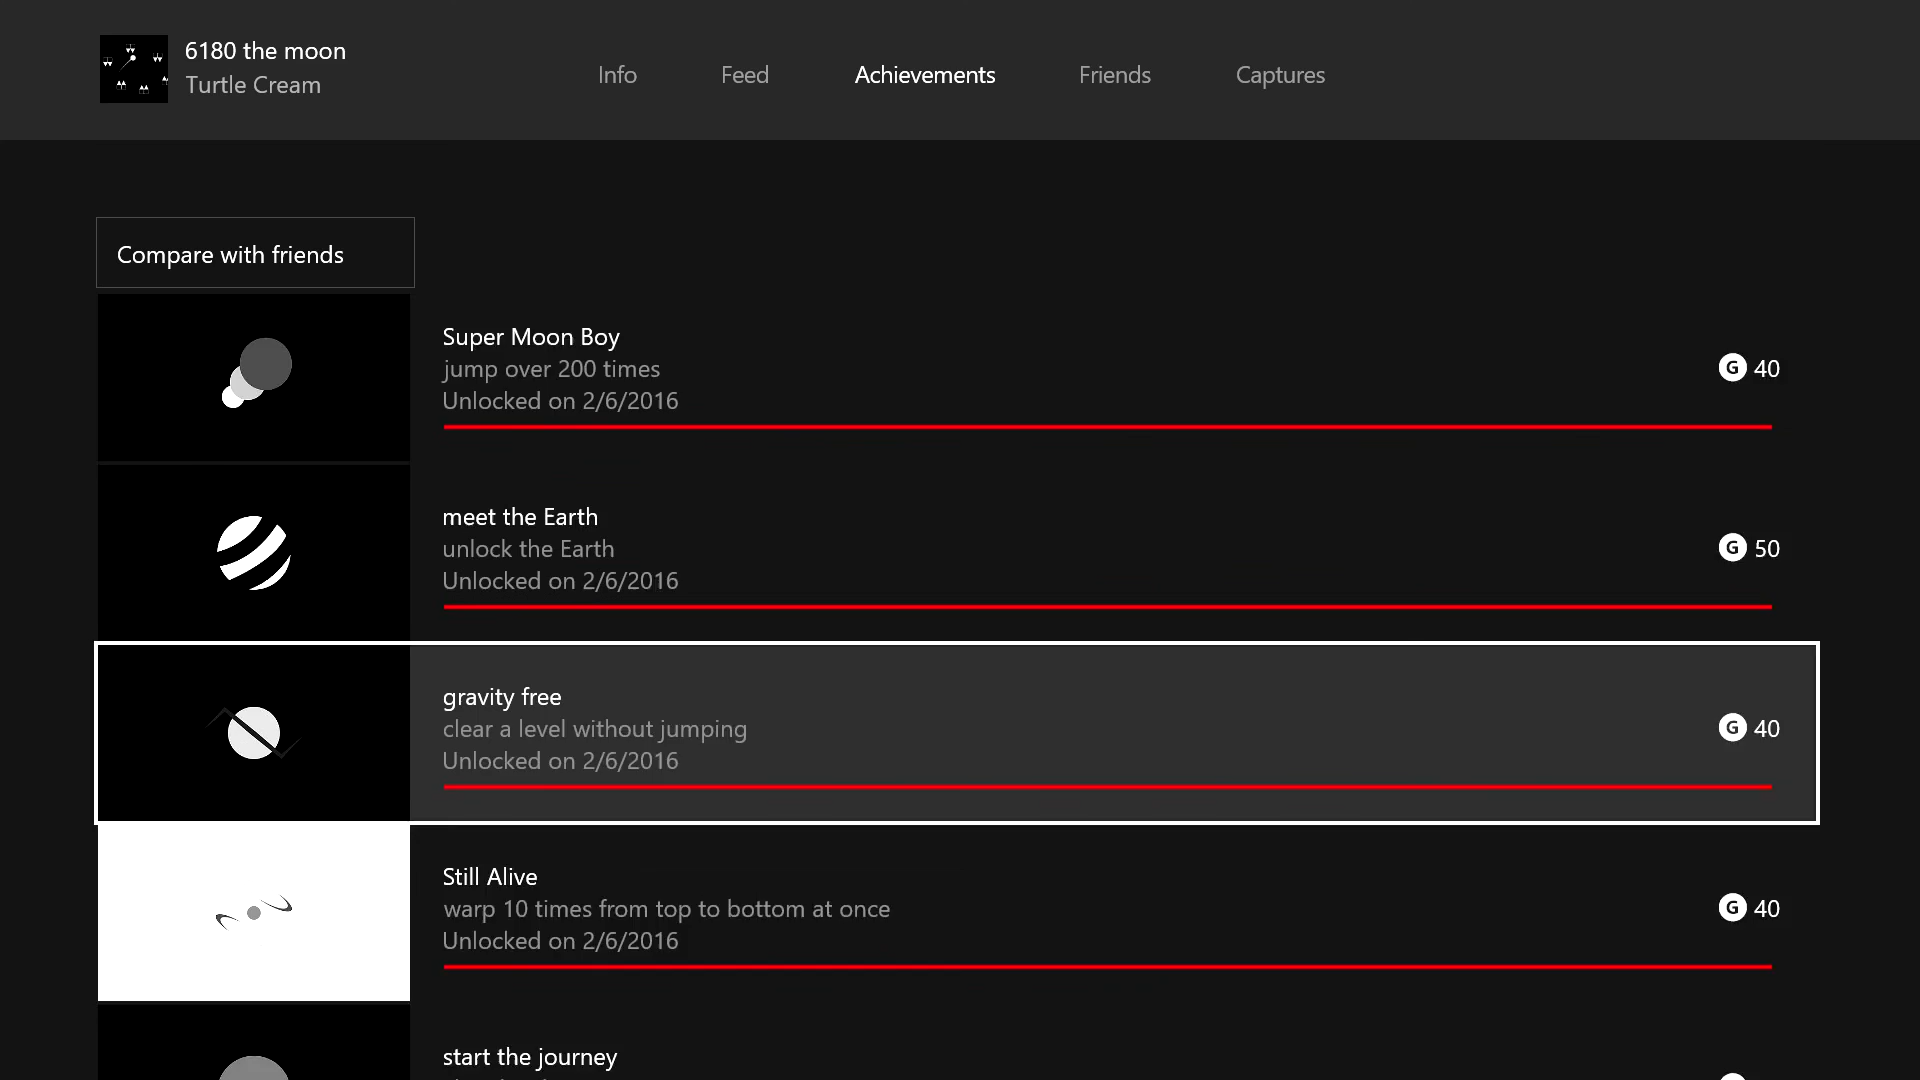 6180 the moon
Turtle Cream
Info Feed Achievements Friends Captures
Compare with friends
Super Moon Boy
jump over 200 times
Unlocked on 2/6/2016
G 40
meet the Earth
unlock the Earth
Unlocked on 2/6/2016
G 50
gravity free
clear a level without jumping
Unlocked on 2/6/2016
G 40
Still Alive
warp 10 times from top to bottom at once
Unlocked on 2/6/2016
G 40
start the journey